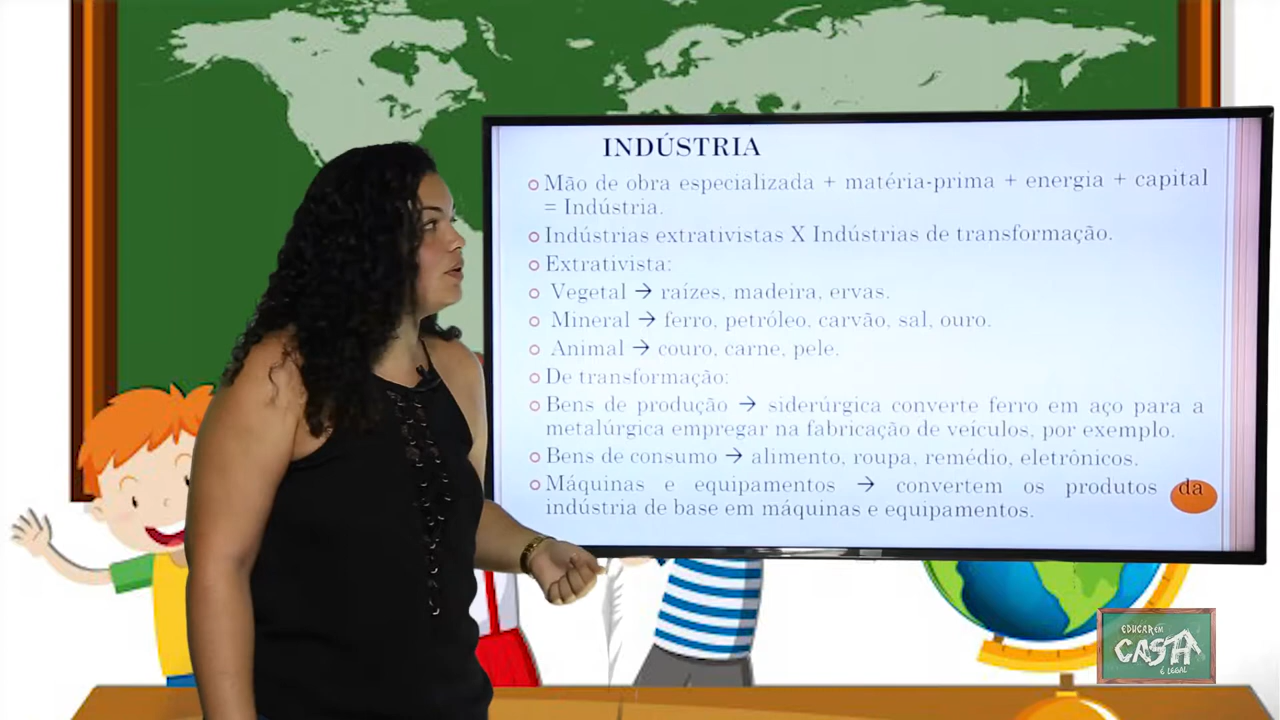 INDÚSTRIA
Mão de obra especializada + matéria-prima + energia + capital
= Indústria.
Indústrias extrativistas X Indústrias de transformação.
Extrativista:
Vegetal → raízes, madeira, ervas.
Mineral → ferro, petróleo, carvão, sal, ouro.
Animal → couro, carne, pele.
De transformação:
Bens de produção → siderúrgica converte ferro em aço para a
metalúrgica empregar na fabricação de veículos, por exemplo.
Bens de consumo → alimento, roupa, remédio, eletrônicos.
Máquinas e equipamentos → convertem os produtos da
indústria de base em máquinas e equipamentos.
EDUCAR EM
CASA
É LEGAL